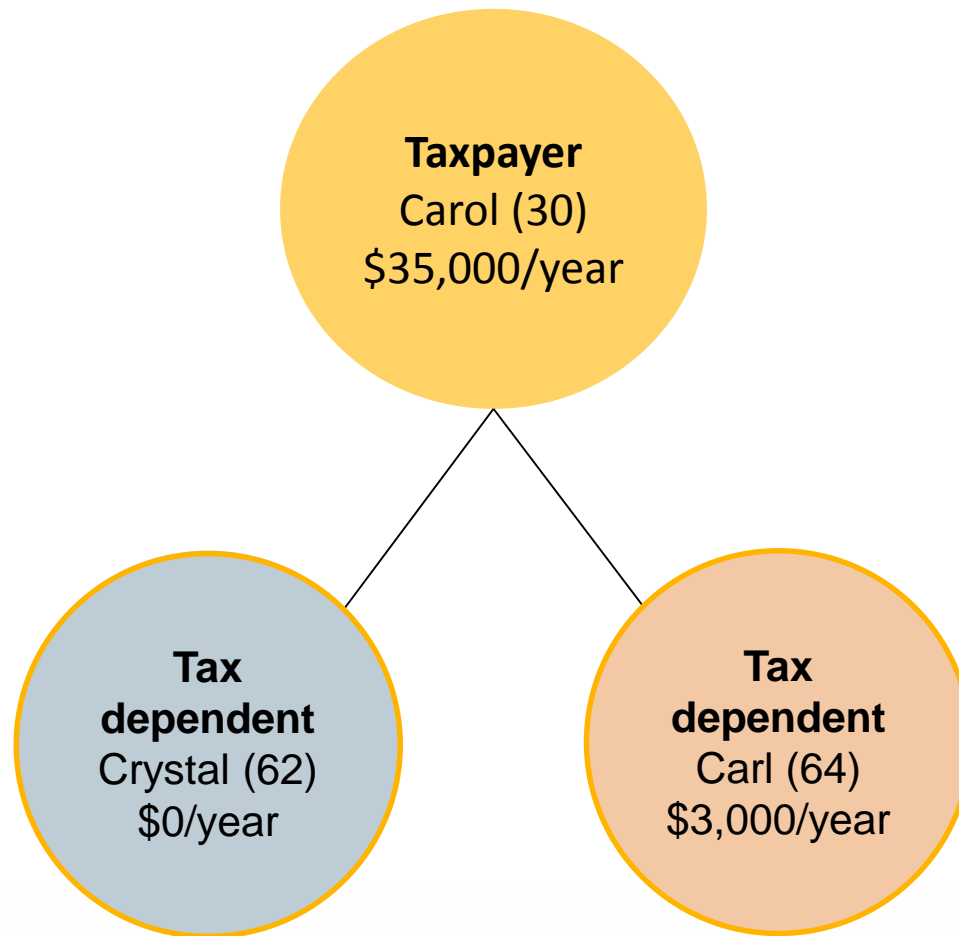 Taxpayer
Carol (30)
$35,000/year
Tax
dependent
Crystal (62)
$0/year
Tax
dependent
Carl (64)
$3,000/year